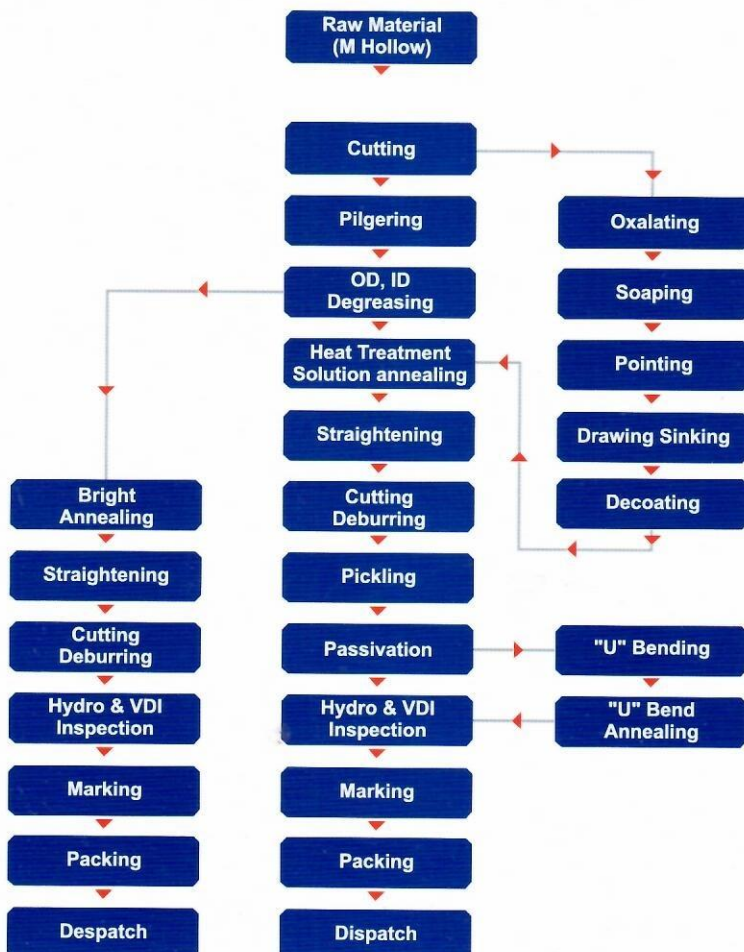 Raw Material
(M Hollow)
Cutting
Pilgering
OD, ID
Degreasing
Heat Treatment
Solution annealing
Straightening
Cutting
Deburring
Pickling
Passivation
Hydro & VDI
Inspection
Marking
Packing
Dispatch
Oxalating
Soaping
Pointing
Drawing Sinking
Decoating
"U" Bending
"U" Bend
Annealing
Bright
Annealing
Straightening
Cutting
Deburring
Hydro & VDI
Inspection
Marking
Packing
Despatch